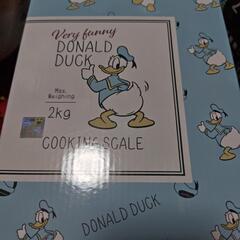 Very funny
DONALD
DUCK
Max.
Weighing
2kg
COOKING SCALE
DONALD DUCK